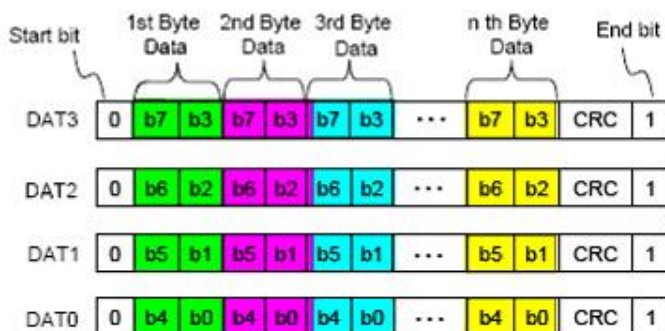 Start bit 1st Byte Data 2nd Byte Data 3rd Byte Data n th Byte Data End bit
DAT3 0 b7 b3 b7 b3 b7 b3 ... b7 b3 CRC 1
DAT2 0 b6 b2 b6 b2 b6 b2 ... b6 b2 CRC 1
DAT1 0 b5 b1 b5 b1 b5 b1 ... b5 b1 CRC 1
DAT0 0 b4 b0 b4 b0 b4 b0 ... b4 b0 CRC 1